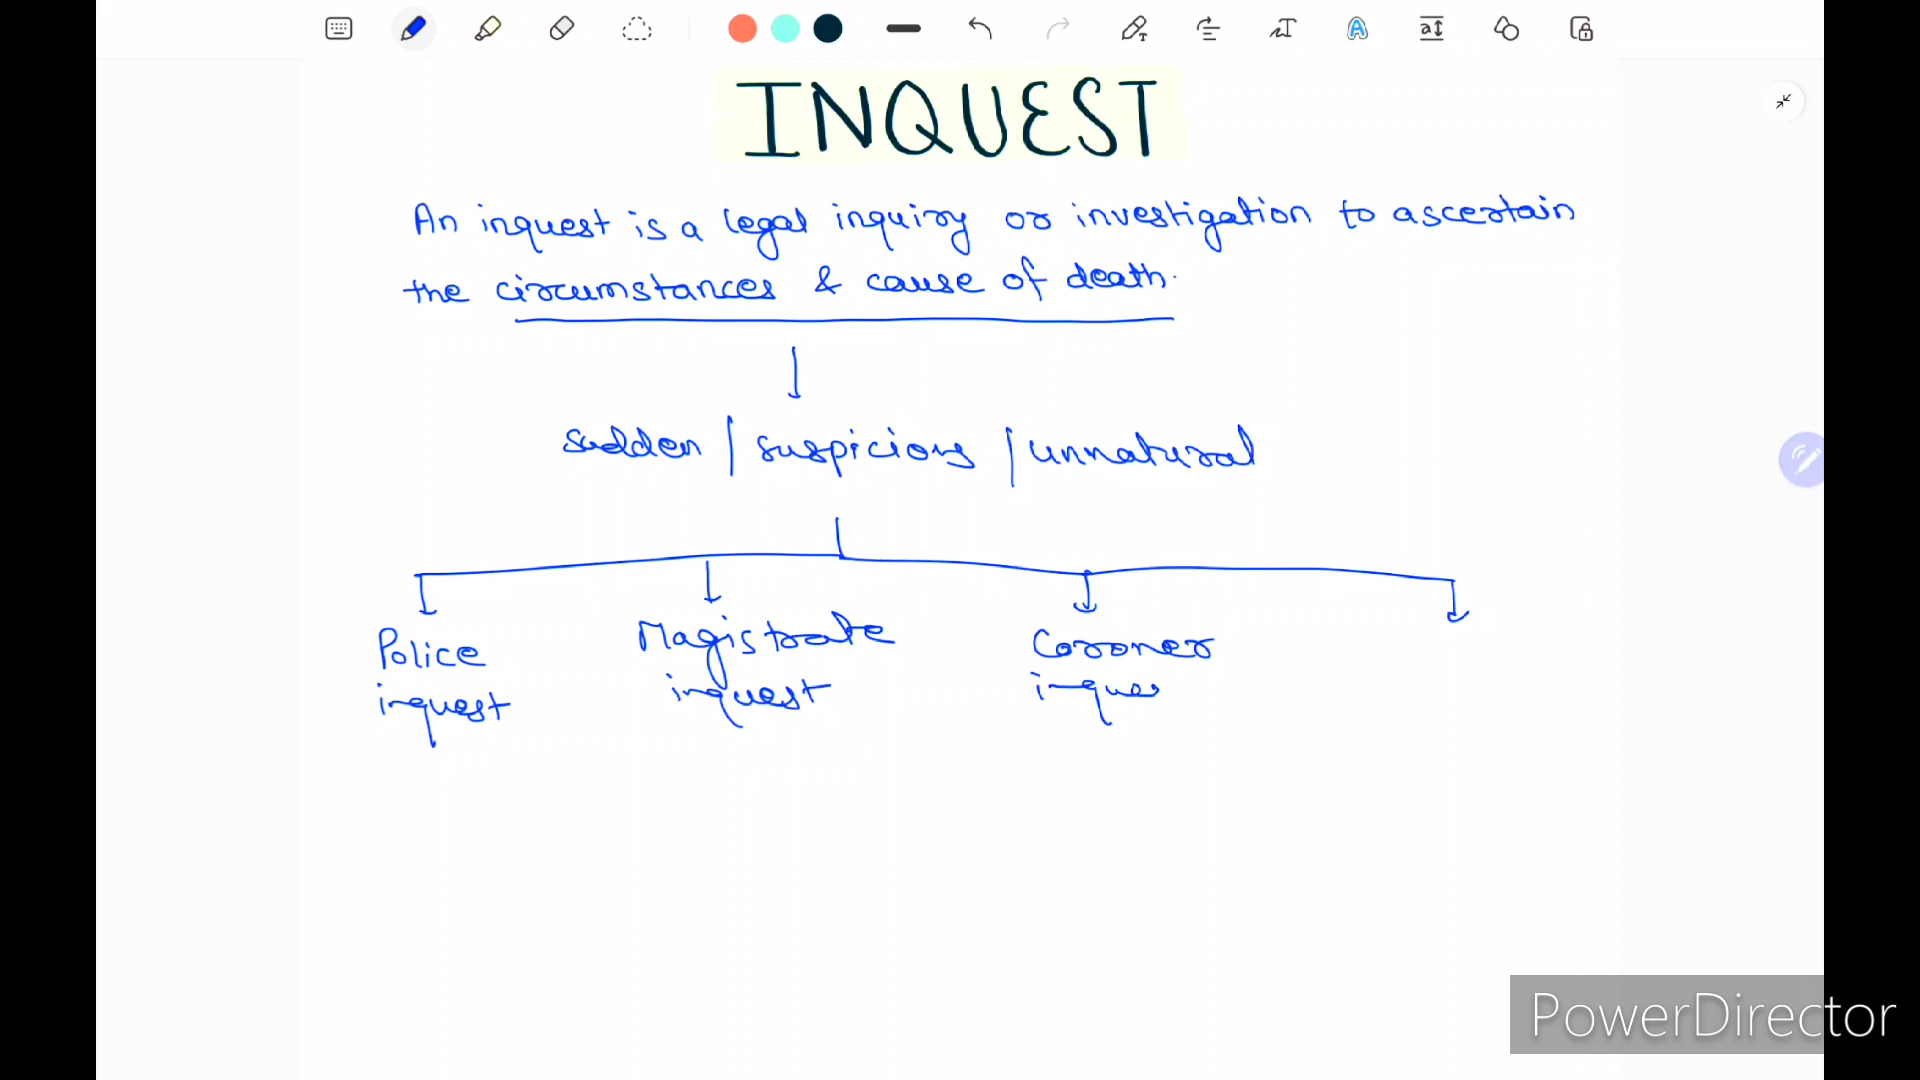 INQUEST
An inquest is a legal inquiry or investigation to ascertain
the circumstances & cause of death.
sudden / suspicious / unnatural
Police Magistrate Coroner
inquest inquest inques
PowerDirector